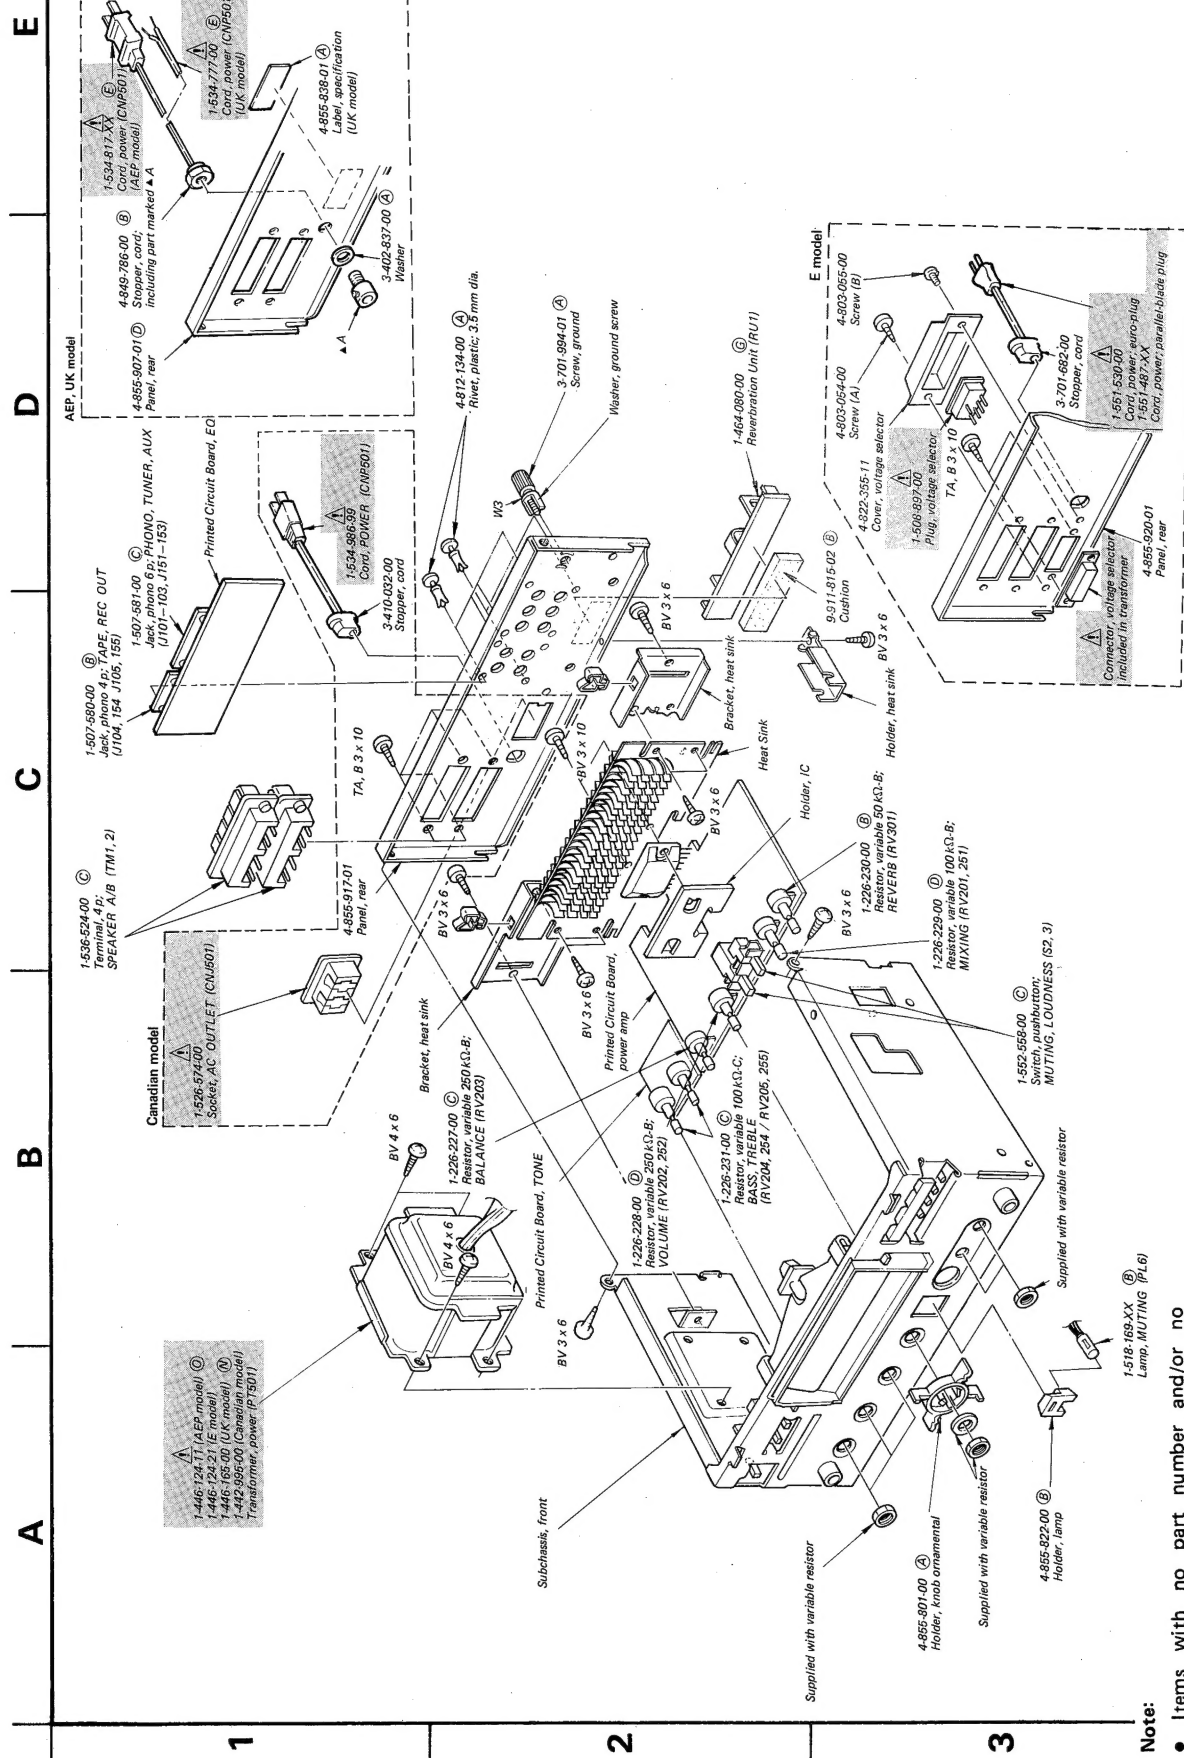 A
B
C
D
E
1
2
3
1-446-124-11 (AEP model) Ⓞ
1-446-124-21 (E model)
1-446-165-00 (UK model) Ⓝ
1-442-996-00 (Canadian model)
Transformer, power (PT501)
BV 4 x 6
BV 4 x 6
Canadian model
1-526-574-00
Socket, AC OUTLET (CNJ501)
1-536-524-00 Ⓒ
Terminal, 4 p;
SPEAKER A/B (TM1, 2)
1-507-580-00 Ⓑ
Jack, phono 4 p; TAPE, REC OUT
(J104, 154 J105, 155)
1-507-581-00 Ⓒ
Jack, phono 6 p; PHONO, TUNER, AUX
(J101-103, J151-153)
Printed Circuit Board, EQ
1-534-986-99
Cord, POWER (CNP501)
3-410-032-00
Stopper, cord
AEP, UK model
4-855-907-01 Ⓓ
Panel, rear
4-849-786-00 Ⓑ
Stopper, cord;
including part marked ▲ A
1-534-817-XX Ⓔ
Cord, power (CNP501)
(AEP model)
1-534-777-00 Ⓔ
Cord, power (CNP501)
(UK model)
4-855-838-01 Ⓐ
Label, specification
(UK model)
▲ A
3-402-837-00 Ⓐ
Washer
4-812-134-00 Ⓐ
Rivet, plastic; 3.5 mm dia.
W3
3-701-994-01 Ⓐ
Screw, ground
Washer, ground screw
TA, B 3 x 10
4-855-917-01
Panel, rear
BV 3 x 6
Bracket, heat sink
BV 3 x 10
BV 3 x 6
Bracket, heat sink
1-464-080-00 Ⓖ
Reverbration Unit (RU1)
9-911-815-02 Ⓑ
Cushion
BV 3 x 6
Holder, heat sink
Heat Sink
BV 3 x 6
Holder, IC
BV 3 x 6
Printed Circuit Board,
power amp
1-226-227-00 Ⓒ
Resistor, variable 250 kΩ-B;
BALANCE (RV203)
Printed Circuit Board, TONE
1-226-228-00 Ⓓ
Resistor, variable 250 kΩ-B;
VOLUME (RV202, 252)
1-226-231-00 Ⓒ
Resistor, variable 100 kΩ-C;
BASS, TREBLE
(RV204, 254 / RV205, 255)
1-226-230-00 Ⓑ
Resistor, variable 50 kΩ-B;
REVERB (RV301)
BV 3 x 6
1-226-229-00 Ⓓ
Resistor, variable 100 kΩ-B;
MIXING (RV201, 251)
1-552-558-00 Ⓒ
Switch, pushbutton;
MUTING, LOUDNESS (S2, 3)
BV 3 x 6
Subchassis, front
Supplied with variable resistor
4-855-801-00 Ⓐ
Holder, knob ornamental
Supplied with variable resistor
4-855-822-00 Ⓑ
Holder, lamp
1-518-169-XX Ⓑ
Lamp, MUTING (PL6)
Supplied with variable resistor
E model
4-803-055-00
Screw (B)
4-803-054-00
Screw (A)
4-822-355-11
Cover, voltage selector
1-508-897-00
Plug, voltage selector
TA, B 3 x 10
3-701-682-00
Stopper, cord
1-551-530-00
Cord, power; euro-plug
1-551-487-XX
Cord, power; parallel-blade plug
4-855-920-01
Panel, rear
Connector, voltage selector
included in transformer
Note:
• Items with no part number and/or no